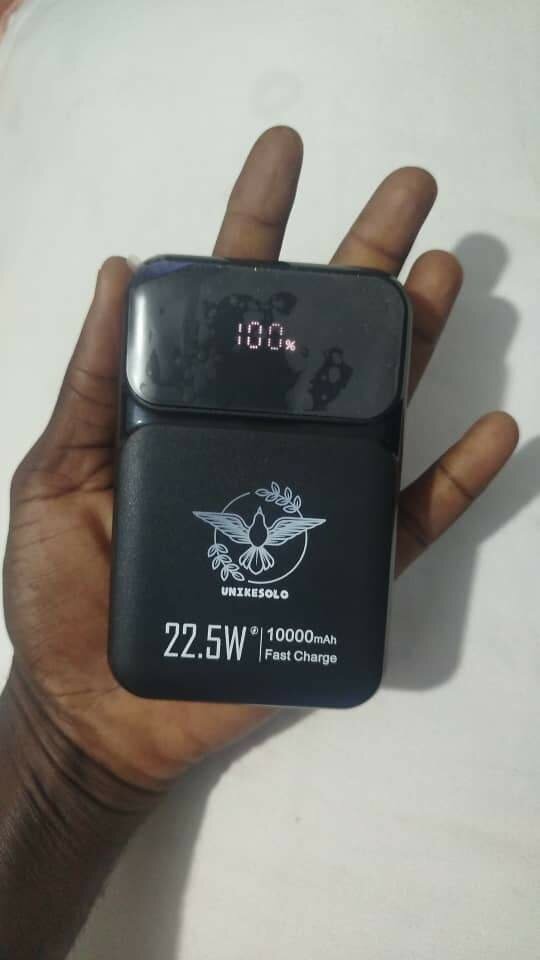 100%
UNIKESOLO
22.5W
10000mAh
Fast Charge